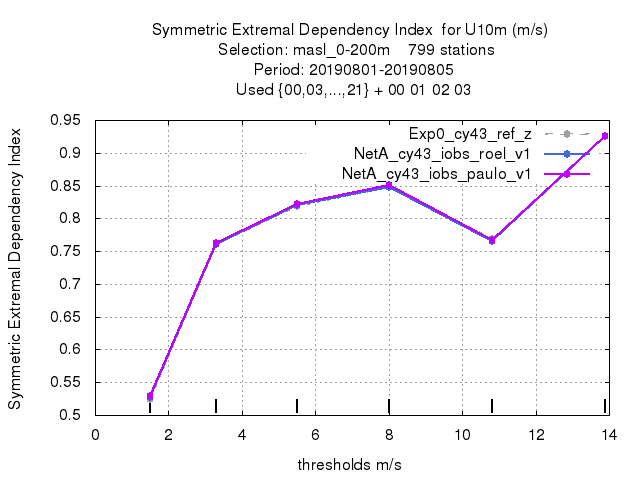 Symmetric Extremal Dependency Index  for U10m (m/s)
Selection: masl_0-200m    799 stations
Period: 20190801-20190805
Used {00,03,...,21} + 00 01 02 03
Symmetric Extremal Dependency Index
0.95
0.9
0.85
0.8
0.75
0.7
0.65
0.6
0.55
0.5
Exp0_cy43_ref_z
NetA_cy43_iobs_roel_v1
NetA_cy43_iobs_paulo_v1
0 2 4 6 8 10 12 14
thresholds m/s